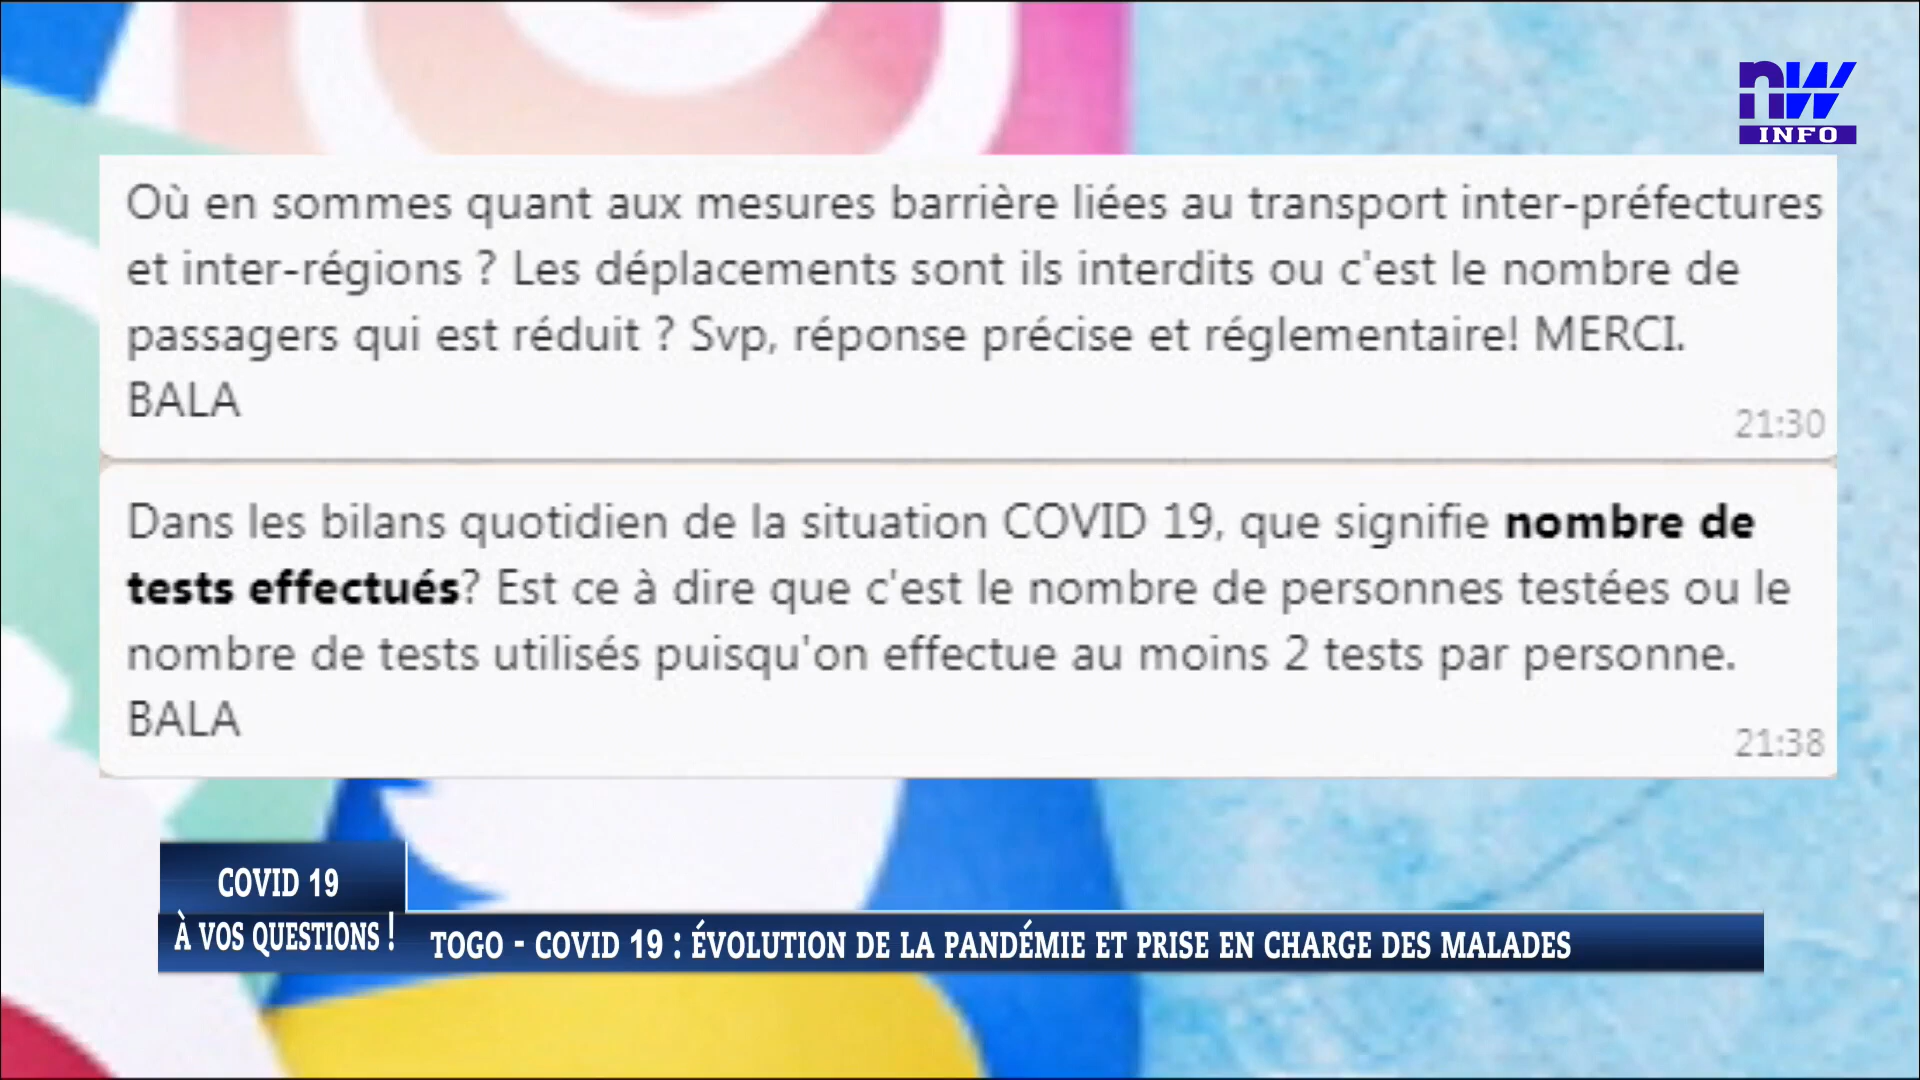 nw
INFO
Où en sommes quant aux mesures barrière liées au transport inter-préfectures
et inter-régions ? Les déplacements sont ils interdits ou c'est le nombre de
passagers qui est réduit ? Svp, réponse précise et réglementaire! MERCI.
BALA
21:30
Dans les bilans quotidien de la situation COVID 19, que signifie nombre de
tests effectués? Est ce à dire que c'est le nombre de personnes testées ou le
nombre de tests utilisés puisqu'on effectue au moins 2 tests par personne.
BALA
21:38
COVID 19
À VOS QUESTIONS !
TOGO - COVID 19 : ÉVOLUTION DE LA PANDÉMIE ET PRISE EN CHARGE DES MALADES